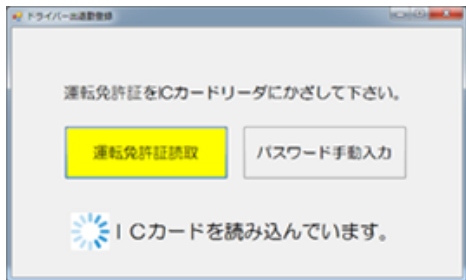 ドライバー出退勤登録
運転免許証をICカードリーダにかざして下さい。
運転免許証読取
パスワード手動入力
ICカードを読み込んでいます。